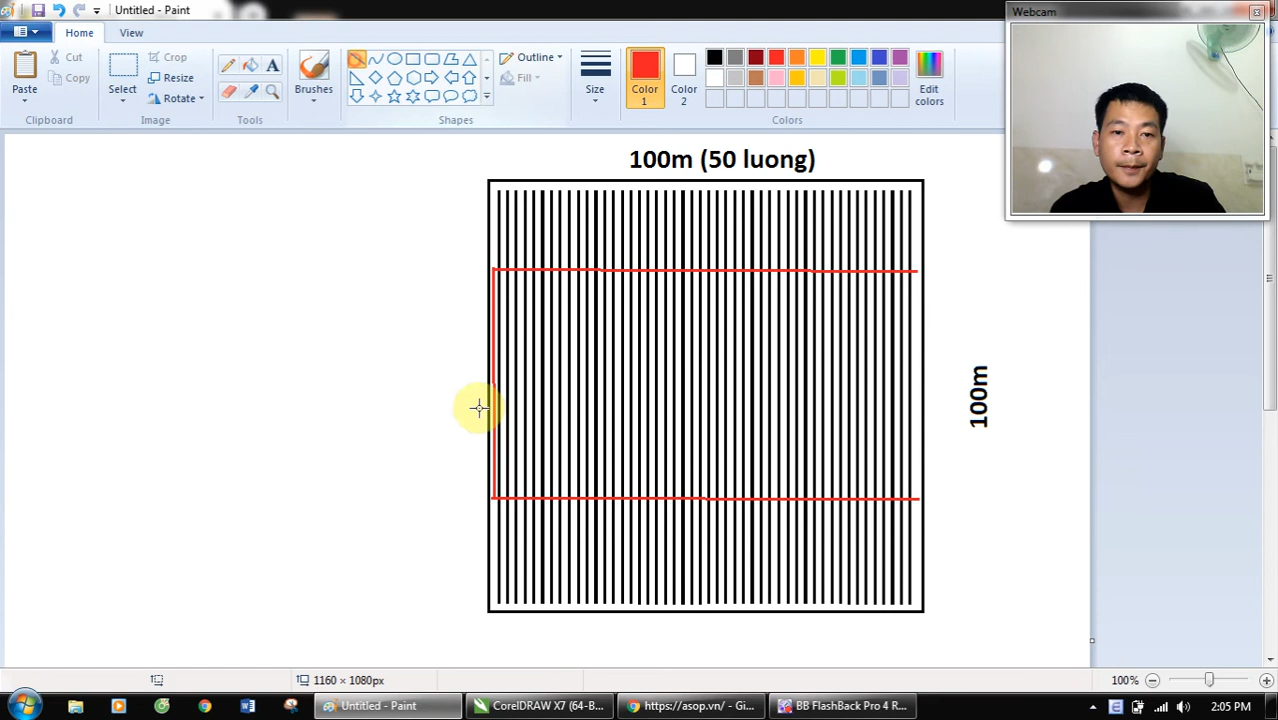 Untitled - Paint
Webcam
Home
View
Paste
Cut
Copy
Clipboard
Select
Crop
Resize
Rotate
Image
A
Tools
Brushes
Outline
Fill
Shapes
Size
Color 1
Color 2
Edit colors
Colors
100m (50 luong)
100m
1160 × 1080px
100%
Untitled - Paint
CorelDRAW X7 (64-B...
https://asop.vn/ - Gi...
BB FlashBack Pro 4 R...
E
2:05 PM